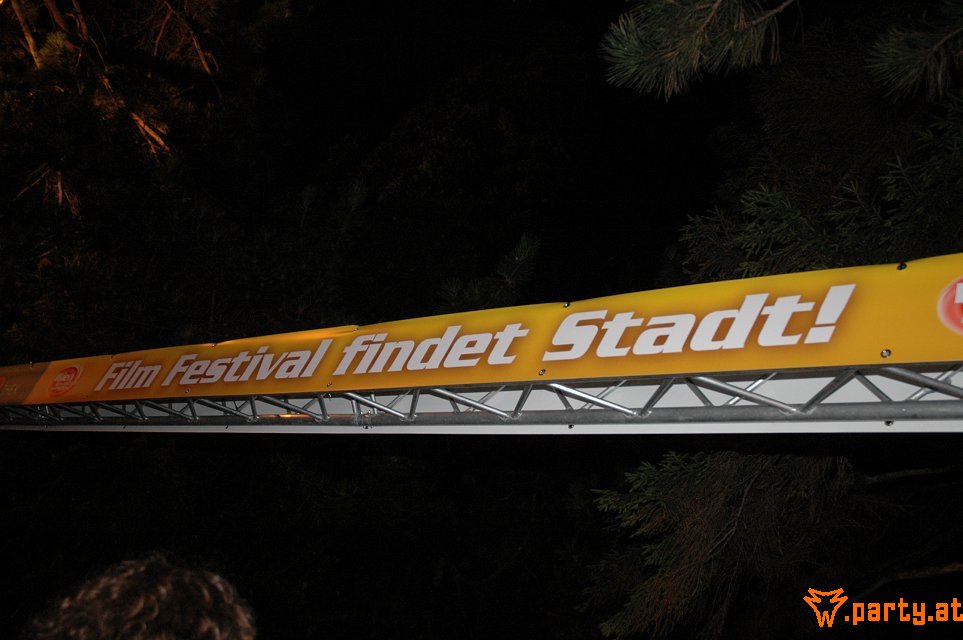 Film Festival findet Stadt!
.party.at